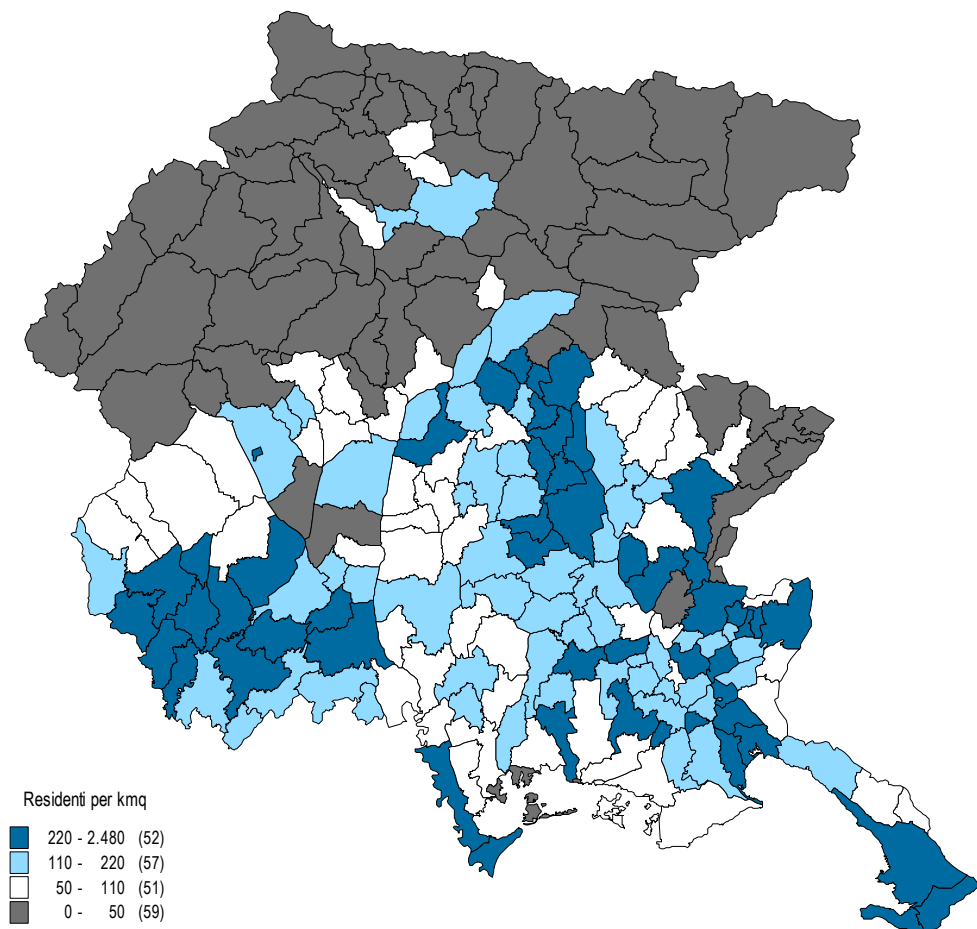 Residenti per kmq
220 - 2.480 (52)
110 - 220 (57)
50 - 110 (51)
0 - 50 (59)